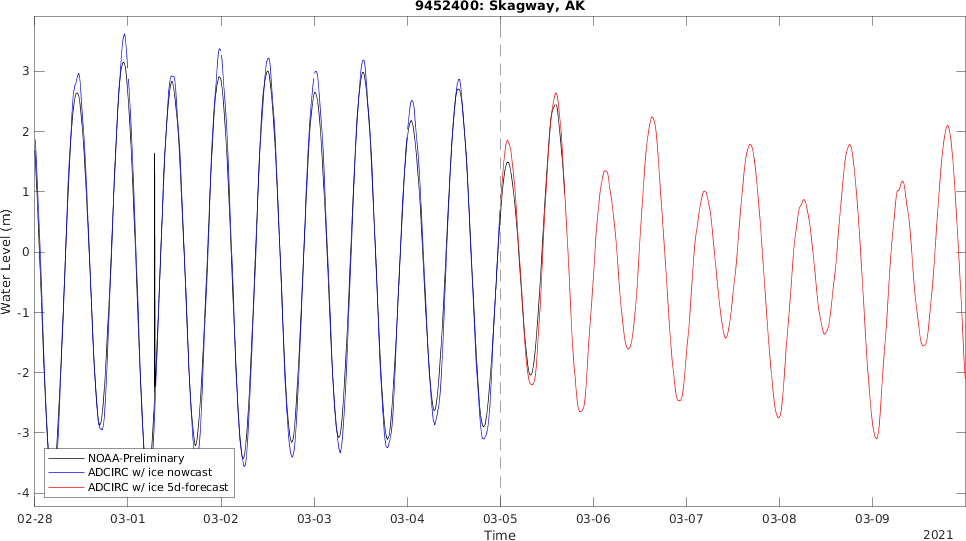 9452400: Skagway, AK
Water Level (m)
3
2
1
0
-1
-2
-3
-4
NOAA-Preliminary
ADCIRC w/ ice nowcast
ADCIRC w/ ice 5d-forecast
02-28 03-01 03-02 03-03 03-04 03-05 03-06 03-07 03-08 03-09
Time
2021